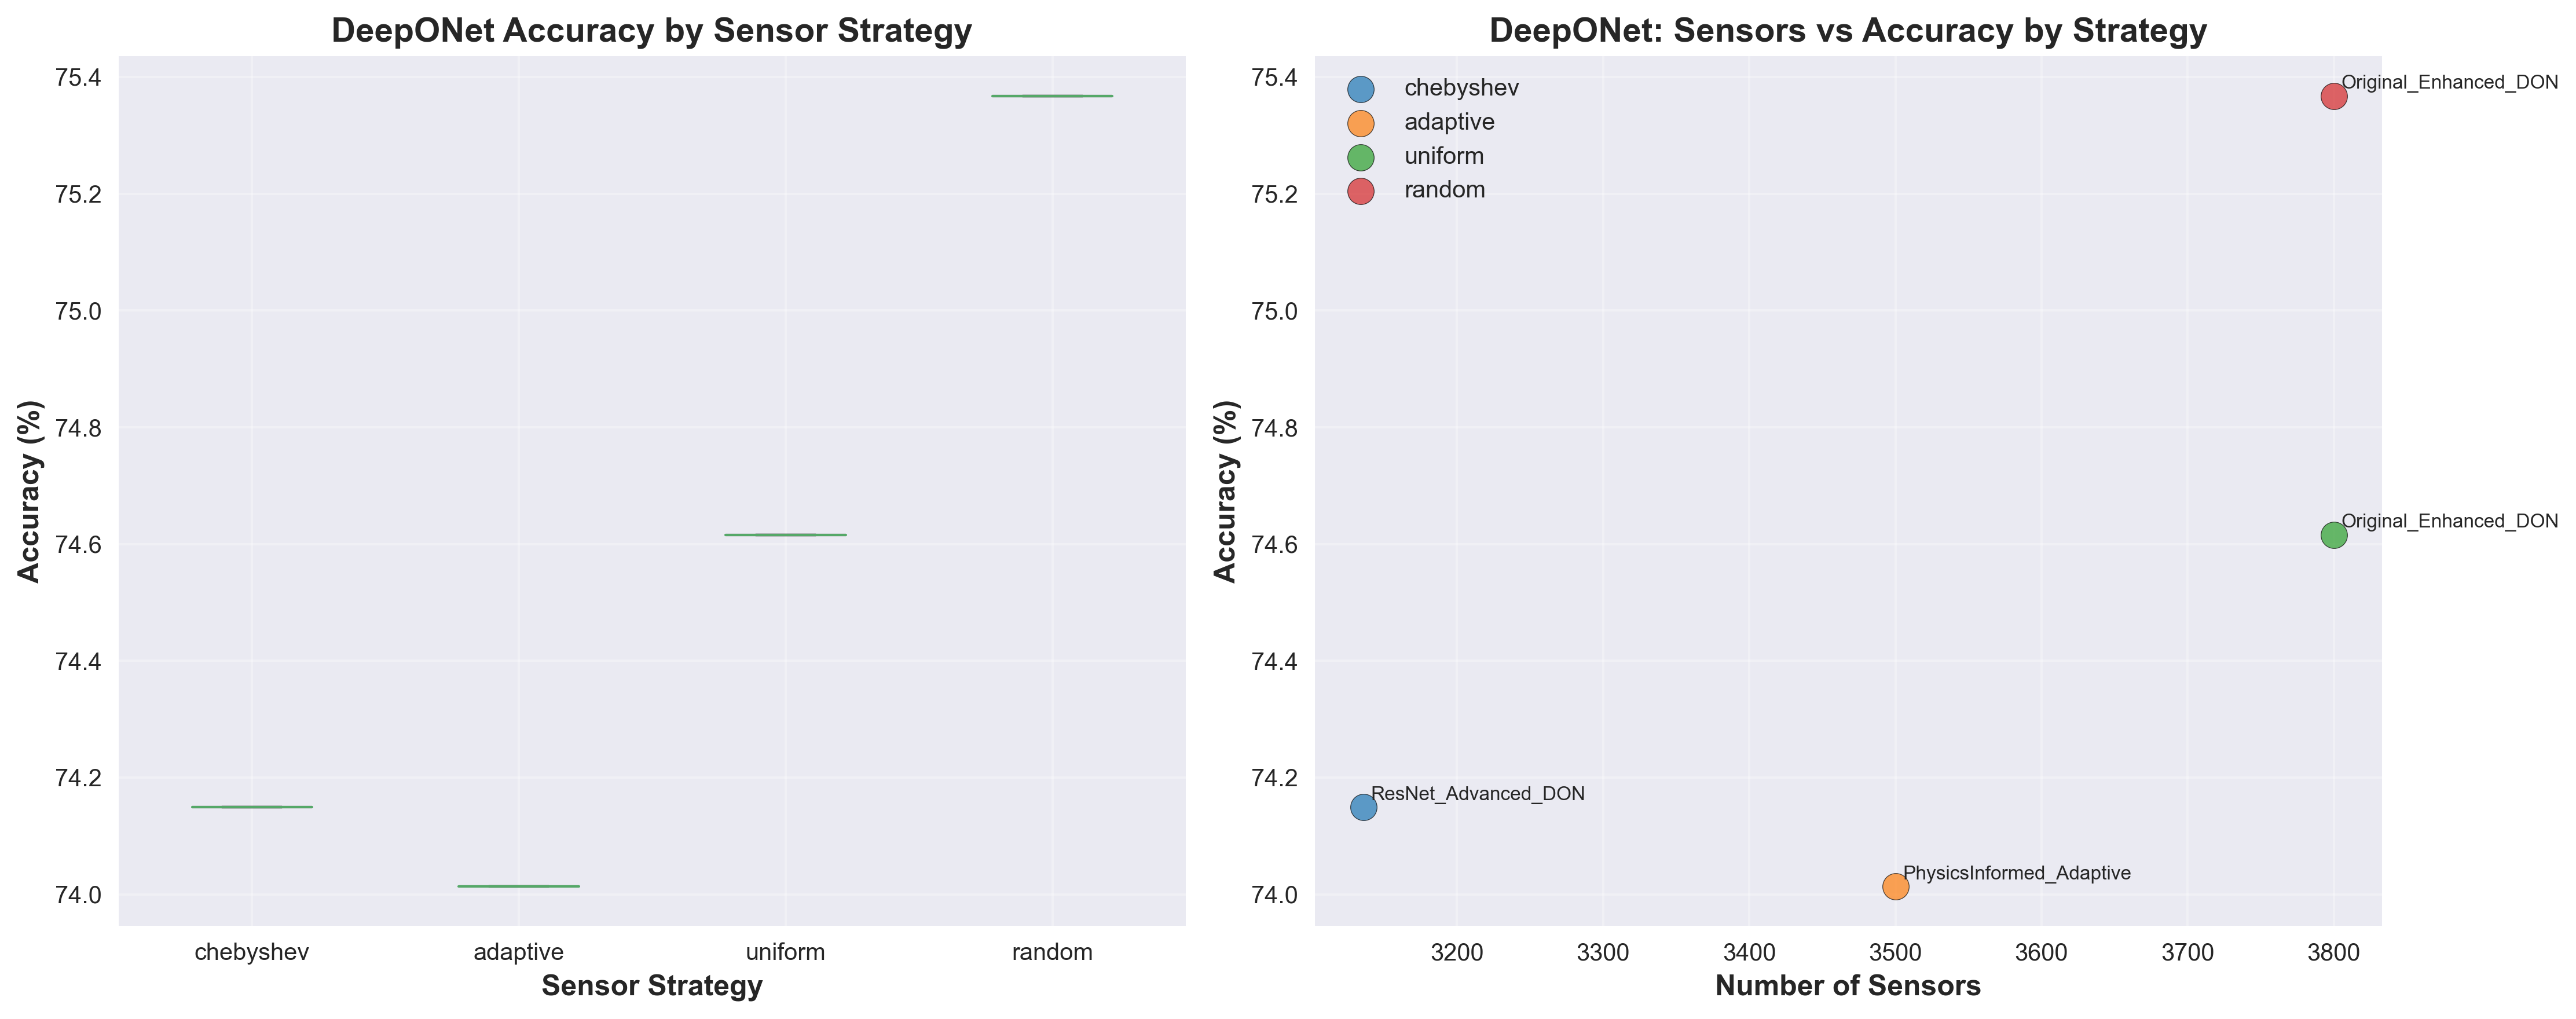 DeepONet Accuracy by Sensor Strategy
Accuracy (%)
75.4
75.2
75.0
74.8
74.6
74.4
74.2
74.0
chebyshev adaptive uniform random
Sensor Strategy
DeepONet: Sensors vs Accuracy by Strategy
Accuracy (%)
75.4
75.2
75.0
74.8
74.6
74.4
74.2
74.0
chebyshev
adaptive
uniform
random
Original_Enhanced_DON
Original_Enhanced_DON
ResNet_Advanced_DON
PhysicsInformed_Adaptive
3200 3300 3400 3500 3600 3700 3800
Number of Sensors